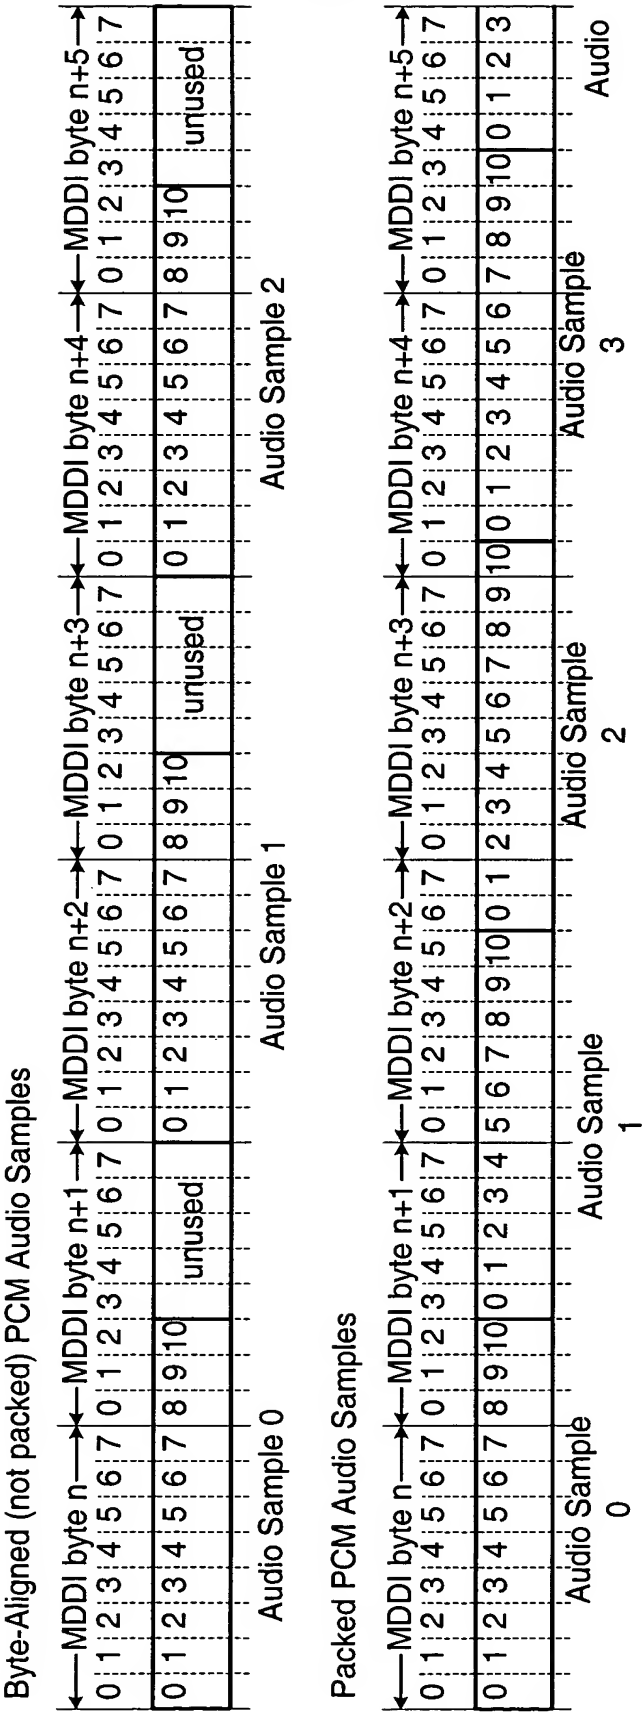 Byte-Aligned (not packed) PCM Audio Samples
MDDI byte n MDDI byte n+1 MDDI byte n+2 MDDI byte n+3 MDDI byte n+4 MDDI byte n+5
0 1 2 3 4 5 6 7 0 1 2 3 4 5 6 7 0 1 2 3 4 5 6 7 0 1 2 3 4 5 6 7 0 1 2 3 4 5 6 7 0 1 2 3 4 5 6 7
0 1 2 3 4 5 6 7 8 9 10 unused 0 1 2 3 4 5 6 7 8 9 10 unused 0 1 2 3 4 5 6 7 8 9 10 unused
Audio Sample 0 Audio Sample 1 Audio Sample 2
Packed PCM Audio Samples
MDDI byte n MDDI byte n+1 MDDI byte n+2 MDDI byte n+3 MDDI byte n+4 MDDI byte n+5
0 1 2 3 4 5 6 7 0 1 2 3 4 5 6 7 0 1 2 3 4 5 6 7 0 1 2 3 4 5 6 7 0 1 2 3 4 5 6 7 0 1 2 3 4 5 6 7
0 1 2 3 4 5 6 7 8 9 10 0 1 2 3 4 5 6 7 8 9 10 0 1 2 3 4 5 6 7 8 9 10 0 1 2 3 4 5 6 7 8 9 10 0 1 2 3
Audio Sample Audio Sample Audio Sample Audio Sample Audio
0 1 2 3